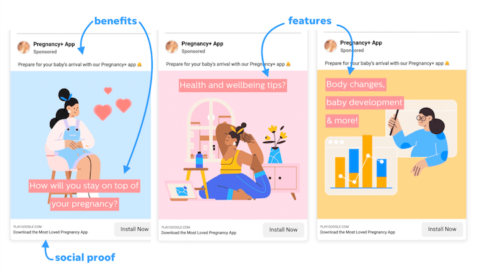 benefits
features
Pregnancy+ App
Sponsored
Prepare for your baby's arrival with our Pregnancy+ app
How will you stay on top of
your pregnancy?
PLAY.GOOGLE.COM
Download the Most Loved Pregnancy App
Install Now
Pregnancy+ App
Sponsored
Prepare for your baby's arrival with our Pregnancy+ app
Health and wellbeing tips?
PLAY.GOOGLE.COM
Download the Most Loved Pregnancy App
Install Now
Pregnancy+ App
Sponsored
Prepare for your baby's arrival with our Pregnancy+ app
Body changes,
baby development
& more!
PLAY.GOOGLE.COM
Download the Most Loved Pregnancy App
Install Now
social proof